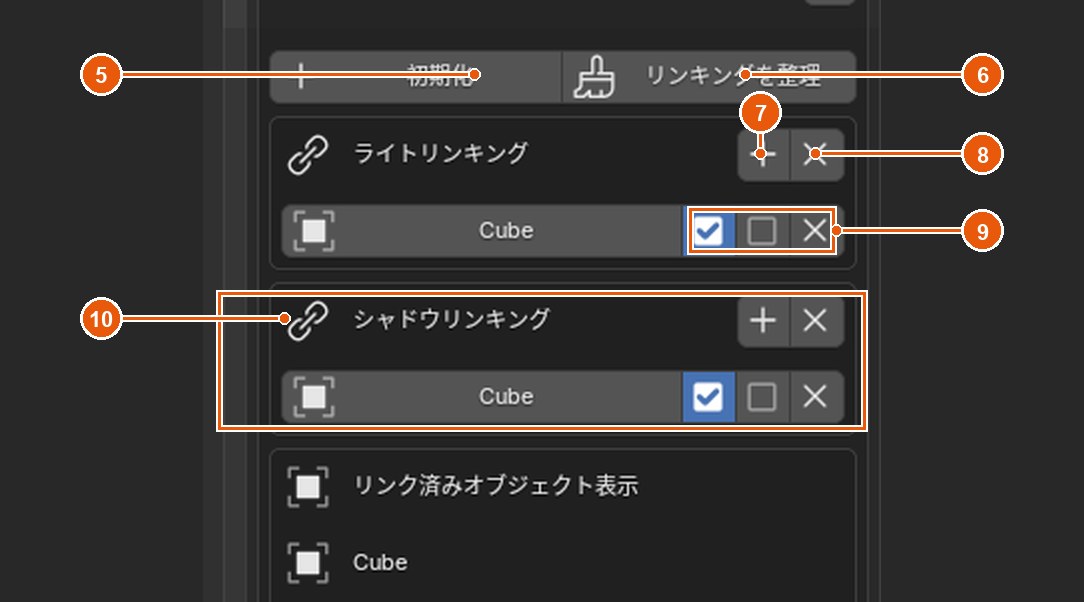 5 初期化 リンキングを整理 6
7
ライトリンキング 8
Cube 9
10 シャドウリンキング
Cube
リンク済みオブジェクト表示
Cube